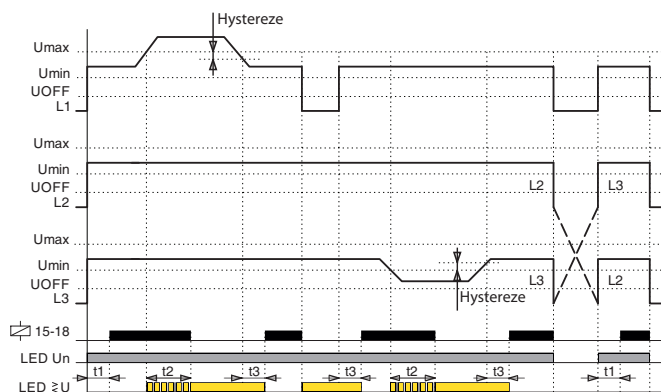 Hystereze
Umax
Umin
UOFF
L1
Umax
Umin
UOFF
L2
L2
L3
Umax
Umin
UOFF
L3
L3
L2
Hystereze
15-18
LED Un
t1
t2
t3
t3
t2
t3
t1
LED ≷U